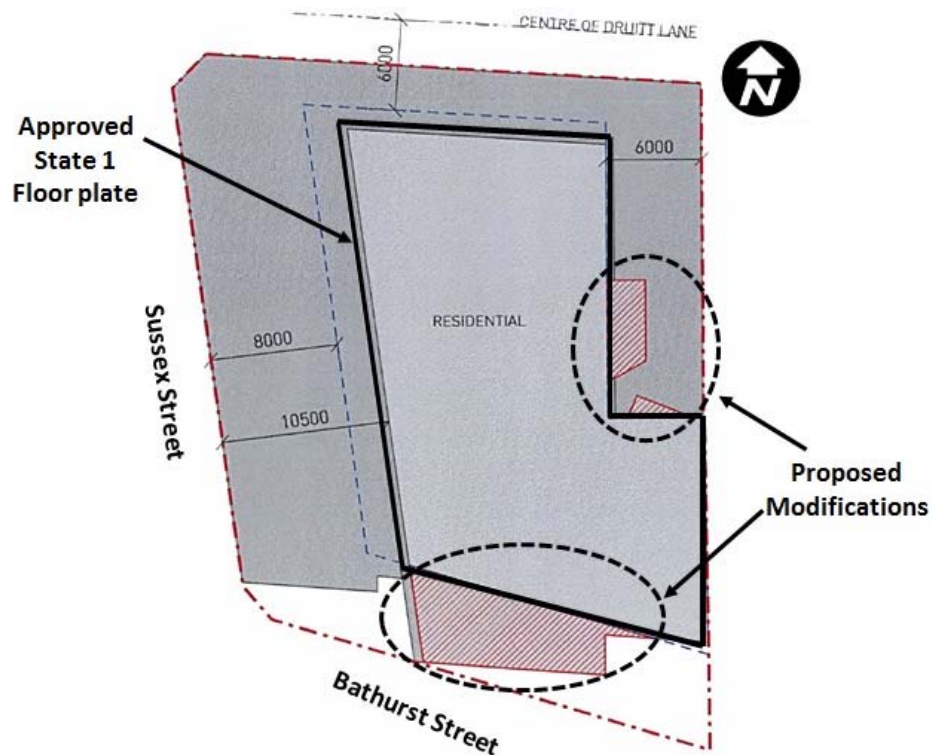 CENTRE OF DRUITT LANE
6000
N
Approved
State 1
Floor plate
6000
RESIDENTIAL
Sussex Street
8000
10500
Proposed
Modifications
Bathurst Street